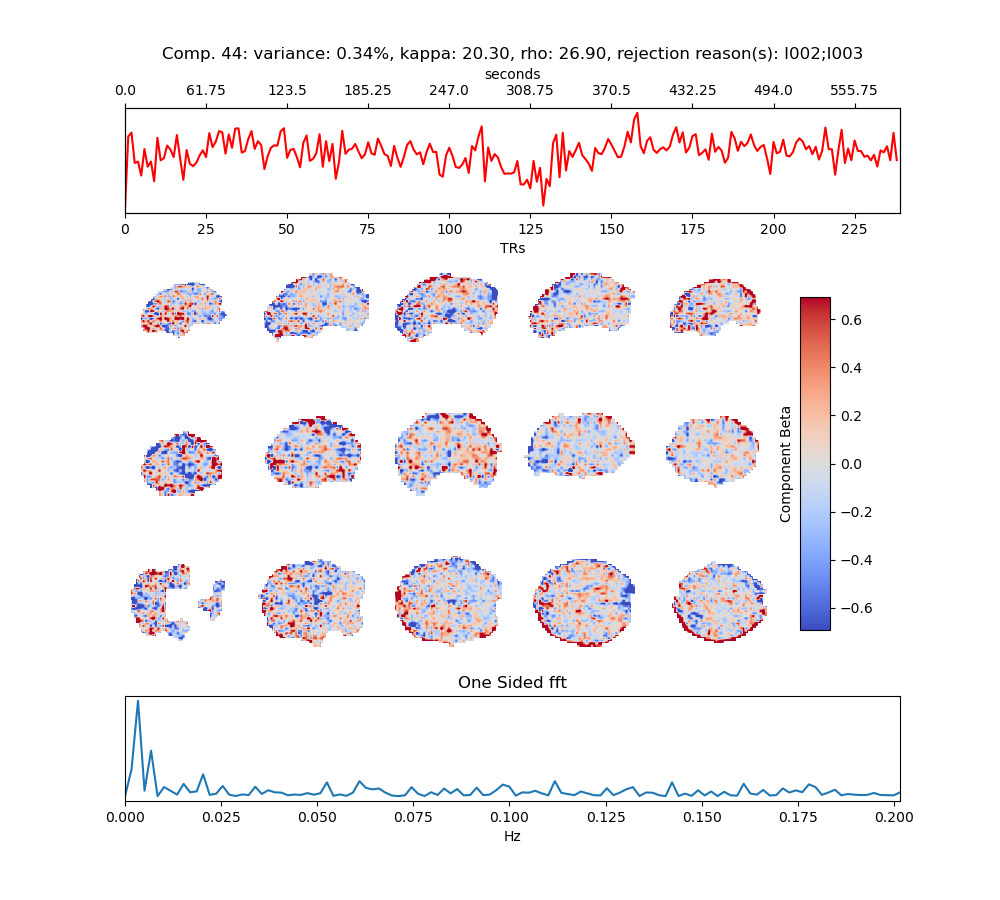 Comp. 44: variance: 0.34%, kappa: 20.30, rho: 26.90, rejection reason(s): I002;I003
seconds
0.0 61.75 123.5 185.25 247.0 308.75 370.5 432.25 494.0 555.75
0 25 50 75 100 125 150 175 200 225
TRs
0.6
0.4
0.2
0.0
−0.2
−0.4
−0.6
Component Beta
One Sided fft
0.000 0.025 0.050 0.075 0.100 0.125 0.150 0.175 0.200
Hz